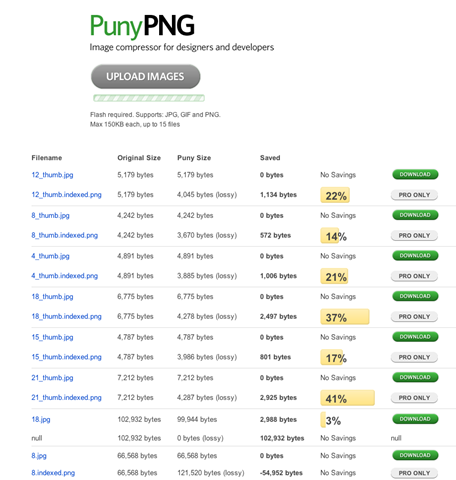 PunyPNG
Image compressor for designers and developers
UPLOAD IMAGES
Flash required. Supports: JPG, GIF and PNG.
Max 150KB each, up to 15 files
Filename Original Size Puny Size Saved
12_thumb.jpg 5,179 bytes 5,179 bytes 0 bytes No Savings DOWNLOAD
12_thumb.indexed.png 5,179 bytes 4,045 bytes (lossy) 1,134 bytes 22% PRO ONLY
8_thumb.jpg 4,242 bytes 4,242 bytes 0 bytes No Savings DOWNLOAD
8_thumb.indexed.png 4,242 bytes 3,670 bytes (lossy) 572 bytes 14% PRO ONLY
4_thumb.jpg 4,891 bytes 4,891 bytes 0 bytes No Savings DOWNLOAD
4_thumb.indexed.png 4,891 bytes 3,885 bytes (lossy) 1,006 bytes 21% PRO ONLY
18_thumb.jpg 6,775 bytes 6,775 bytes 0 bytes No Savings DOWNLOAD
18_thumb.indexed.png 6,775 bytes 4,278 bytes (lossy) 2,497 bytes 37% PRO ONLY
15_thumb.jpg 4,787 bytes 4,787 bytes 0 bytes No Savings DOWNLOAD
15_thumb.indexed.png 4,787 bytes 3,986 bytes (lossy) 801 bytes 17% PRO ONLY
21_thumb.jpg 7,212 bytes 7,212 bytes 0 bytes No Savings DOWNLOAD
21_thumb.indexed.png 7,212 bytes 4,287 bytes (lossy) 2,925 bytes 41% PRO ONLY
18.jpg 102,932 bytes 99,944 bytes 2,988 bytes 3% DOWNLOAD
null 102,932 bytes 0 bytes (lossy) 102,932 bytes No Savings null
8.jpg 66,568 bytes 66,568 bytes 0 bytes No Savings DOWNLOAD
8.indexed.png 66,568 bytes 121,520 bytes (lossy) -54,952 bytes No Savings PRO ONLY